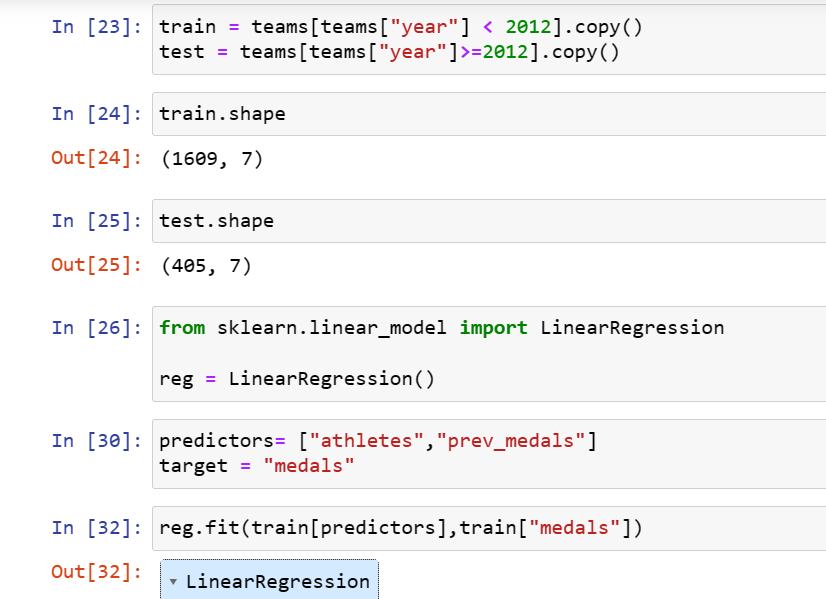 In [23]: train = teams[teams["year"] < 2012].copy()
test = teams[teams["year"]>=2012].copy()
In [24]: train.shape
Out[24]: (1609, 7)
In [25]: test.shape
Out[25]: (405, 7)
In [26]: from sklearn.linear_model import LinearRegression
reg = LinearRegression()
In [30]: predictors= ["athletes","prev_medals"]
target = "medals"
In [32]: reg.fit(train[predictors],train["medals"])
Out[32]: ▾ LinearRegression